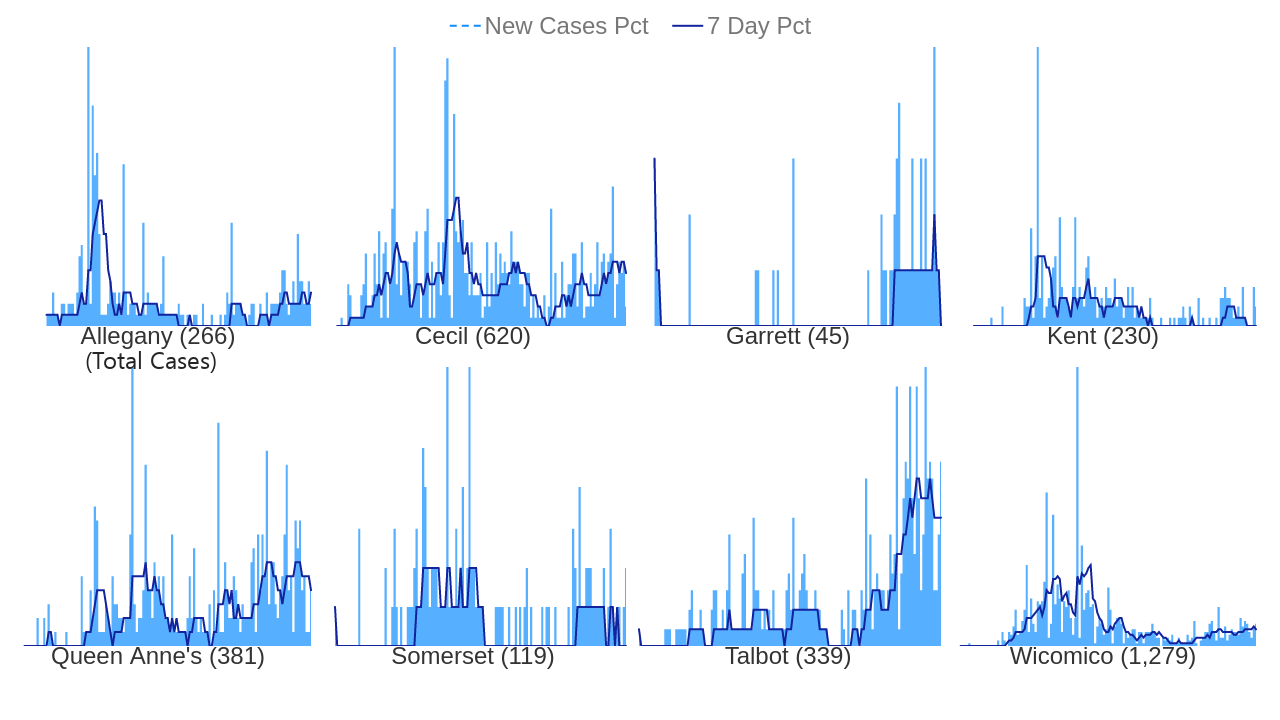 New Cases Pct 7 Day Pct
Allegany (266) Cecil (620) Garrett (45) Kent (230)
(Total Cases)
Queen Anne's (381) Somerset (119) Talbot (339) Wicomico (1,279)